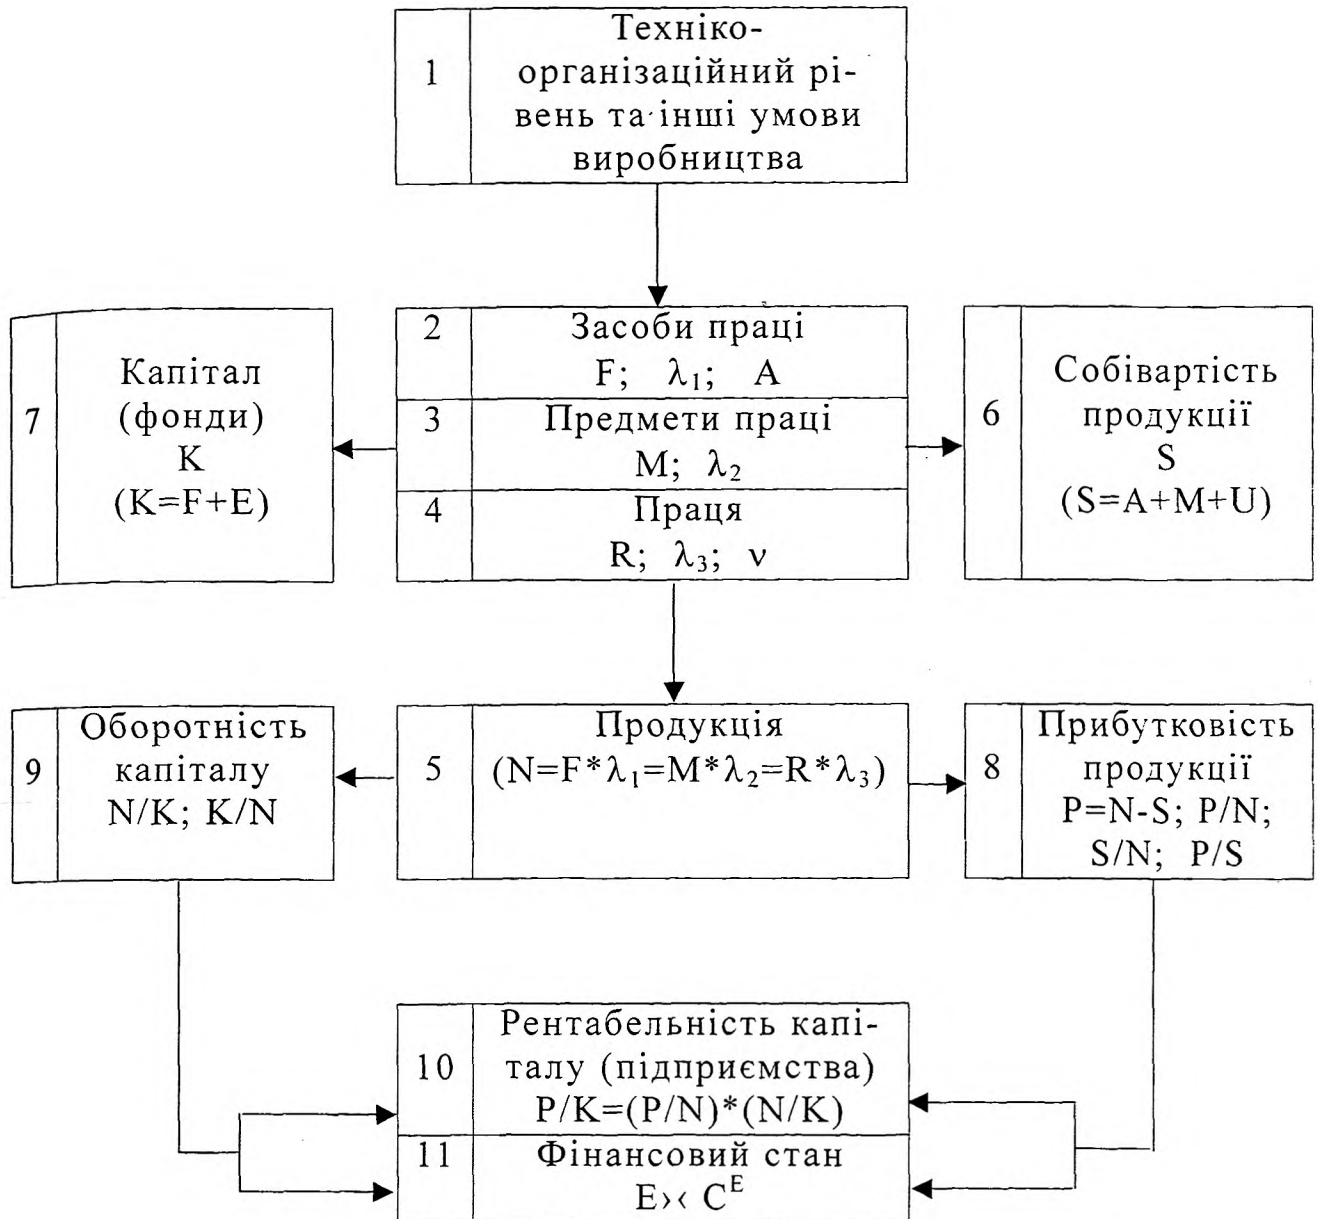 1
Техніко-
організаційний рі-
вень та інші умови
виробництва
2
Засоби праці
F; λ₁; A
3
Предмети праці
M; λ₂
4
Праця
R; λ₃; ν
7
Капітал
(фонди)
K
(K=F+E)
6
Собівартість
продукції
S
(S=A+M+U)
9
Оборотність
капіталу
N/K; K/N
5
Продукція
(N=F*λ₁=M*λ₂=R*λ₃)
8
Прибутковість
продукції
P=N-S; P/N;
S/N; P/S
10
Рентабельність капі-
талу (підприємства)
P/K=(P/N)*(N/K)
11
Фінансовий стан
E›‹ Cᴱ